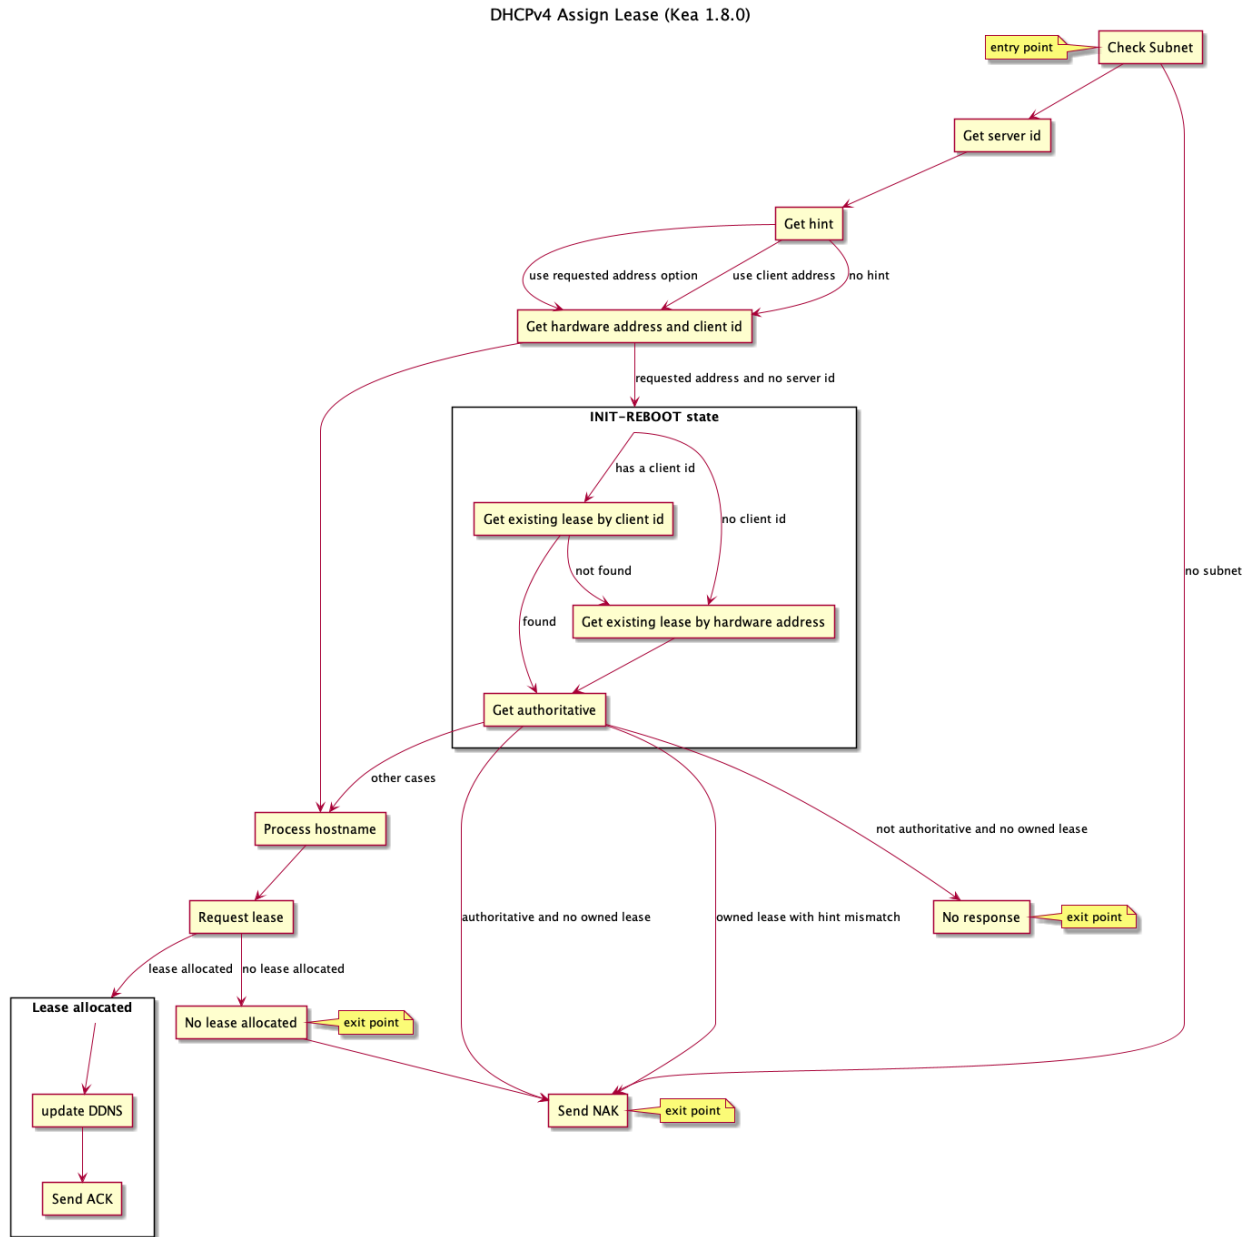 DHCPv4 Assign Lease (Kea 1.8.0)
entry point
Check Subnet
Get server id
Get hint
use requested address option
use client address
no hint
Get hardware address and client id
requested address and no server id
INIT-REBOOT state
has a client id
Get existing lease by client id
no client id
no subnet
not found
found
Get existing lease by hardware address
Get authoritative
other cases
Process hostname
not authoritative and no owned lease
Request lease
authoritative and no owned lease
owned lease with hint mismatch
No response
exit point
lease allocated
no lease allocated
Lease allocated
No lease allocated
exit point
update DDNS
Send NAK
exit point
Send ACK